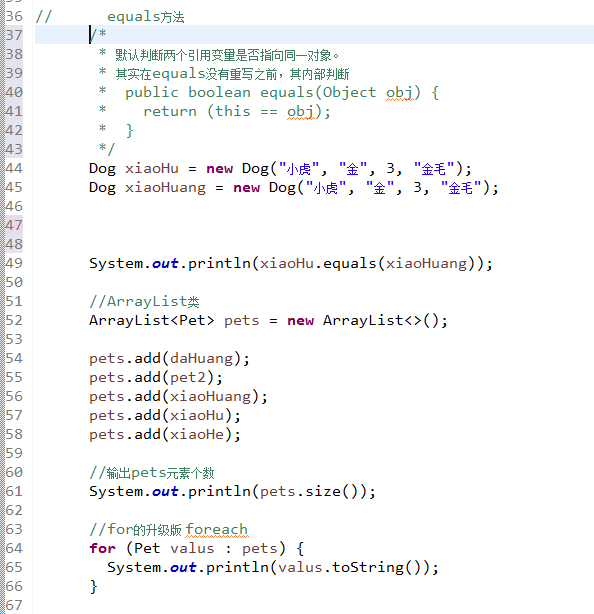 36 //      equals方法
37       /*
38        * 默认判断两个引用变量是否指向同一对象。
39        * 其实在equals没有重写之前，其内部判断
40        *  public boolean equals(Object obj) {
41        *    return (this == obj);
42        *  }
43        */
44       Dog xiaoHu = new Dog("小虎", "金", 3, "金毛");
45       Dog xiaoHuang = new Dog("小虎", "金", 3, "金毛");
46
47
48
49       System.out.println(xiaoHu.equals(xiaoHuang));
50
51       //ArrayList类
52       ArrayList<Pet> pets = new ArrayList<>();
53
54       pets.add(daHuang);
55       pets.add(pet2);
56       pets.add(xiaoHuang);
57       pets.add(xiaoHu);
58       pets.add(xiaoHe);
59
60       //输出pets元素个数
61       System.out.println(pets.size());
62
63       //for的升级版 foreach
64       for (Pet valus : pets) {
65         System.out.println(valus.toString());
66       }
67